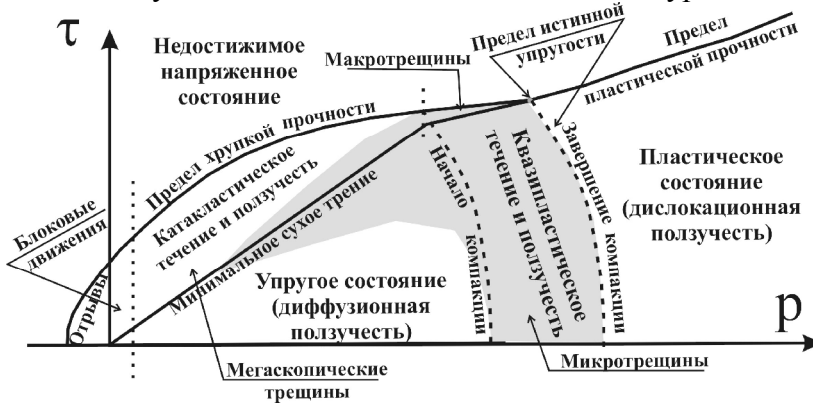 τ
Недостижимое
напряженное
состояние
Макротрещины
Предел истинной
упругости
Предел
пластической прочности
Предел хрупкой прочности
Катакластическое
течение и ползучесть
Минимальное сухое трение
Блоковые
движения
Отрывы
Начало
компакции
Квазипластическое
течение и ползучесть
Завершение компакции
Пластическое
состояние
(дислокационная
ползучесть)
Упругое состояние
(диффузионная
ползучесть)
p
Мегаскопические
трещины
Микротрещины